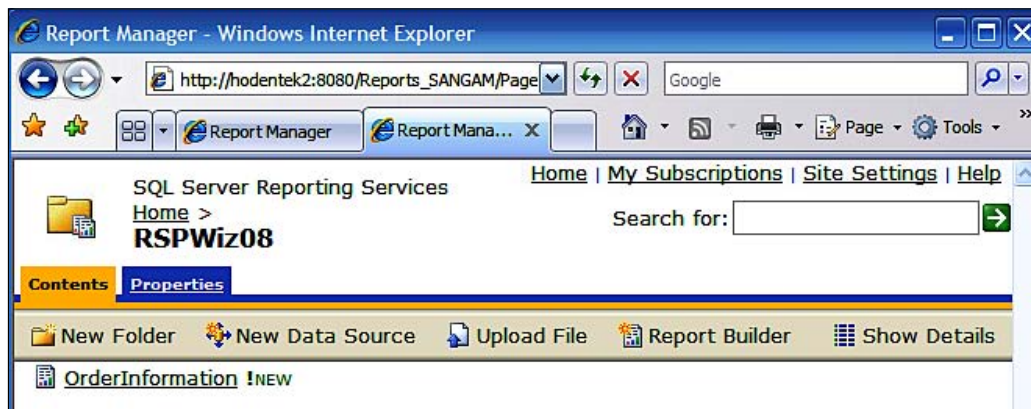 Report Manager - Windows Internet Explorer
http://hodentek2:8080/Reports_SANGAM/Page
Google
Report Manager
Report Mana... X
Page
Tools
»
Home | My Subscriptions | Site Settings | Help
SQL Server Reporting Services
Home >
Search for:
RSPWiz08
Contents
Properties
New Folder
New Data Source
Upload File
Report Builder
Show Details
OrderInformation !NEW